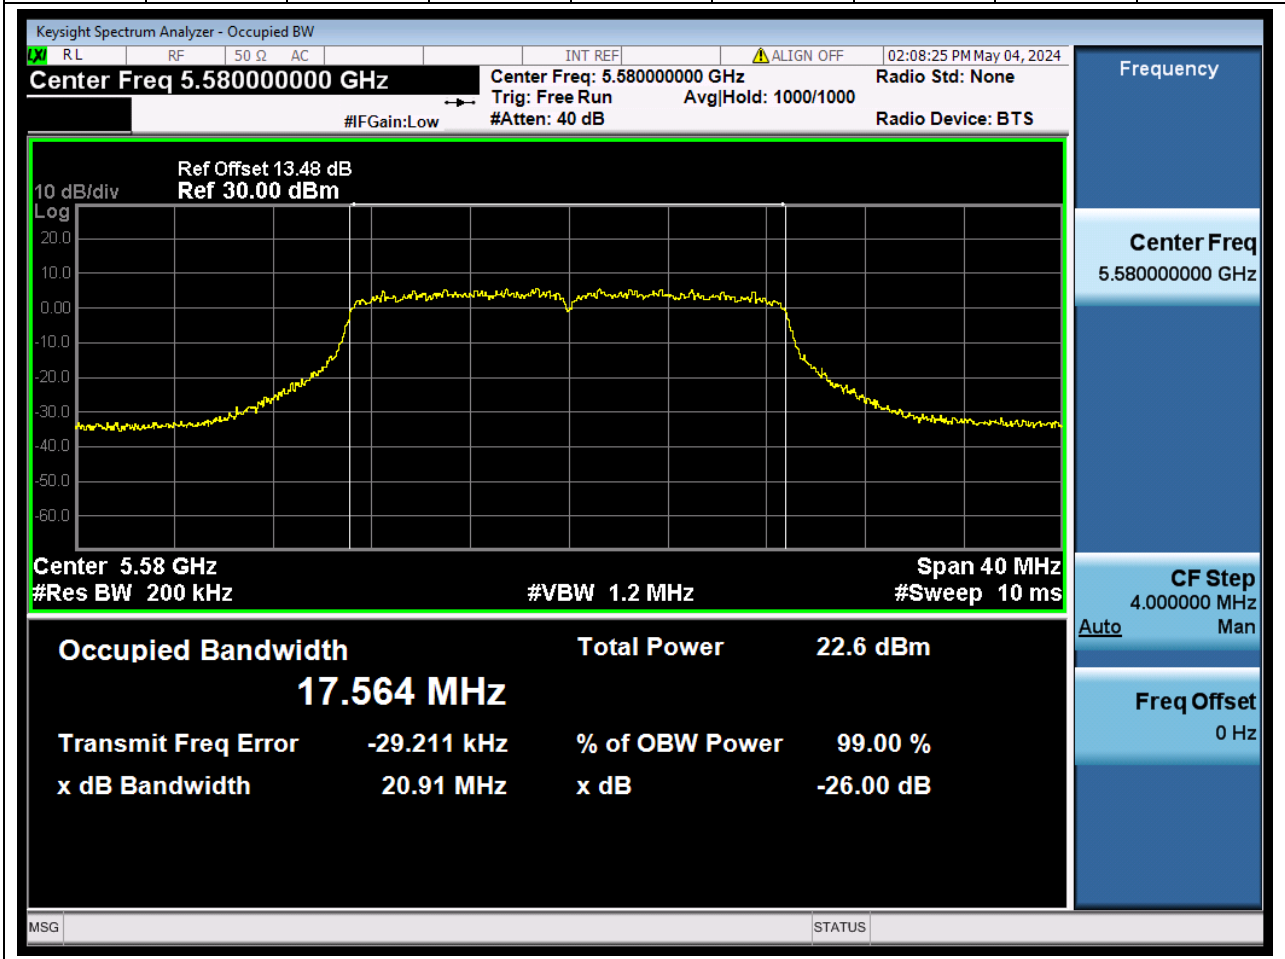 Keysight Spectrum Analyzer - Occupied BW
LXI RL RF 50 Ω AC INT REF ALIGN OFF 02:08:25 PM May 04, 2024
Center Freq 5.580000000 GHz
Center Freq: 5.580000000 GHz
Radio Std: None
Trig: Free Run Avg|Hold: 1000/1000
#IFGain:Low
#Atten: 40 dB
Radio Device: BTS
Ref Offset 13.48 dB
10 dB/div Ref 30.00 dBm
Log
20.0
10.0
0.00
-10.0
-20.0
-30.0
-40.0
-50.0
-60.0
Center 5.58 GHz Span 40 MHz
#Res BW 200 kHz #VBW 1.2 MHz #Sweep 10 ms
Occupied Bandwidth Total Power 22.6 dBm
17.564 MHz
Transmit Freq Error -29.211 kHz % of OBW Power 99.00 %
x dB Bandwidth 20.91 MHz x dB -26.00 dB
Frequency
Center Freq
5.580000000 GHz
CF Step
4.000000 MHz
Auto Man
Freq Offset
0 Hz
MSG STATUS